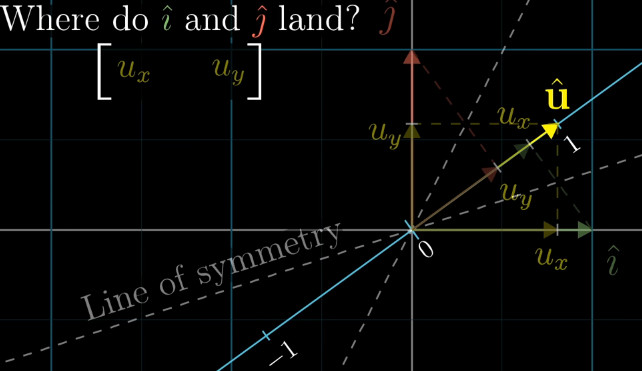 Where do î and ĵ land? ĵ
[ u_x u_y ]
û
u_x
u_y
1
u_y
0
u_x
î
Line of symmetry
−1